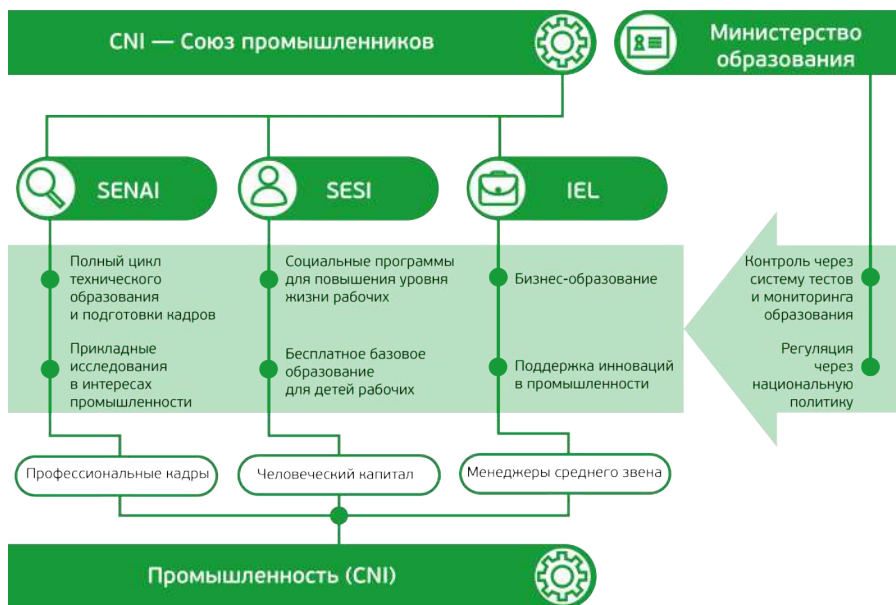 CNI — Союз промышленников
Министерство
образования
SENAI
SESI
IEL
Полный цикл
технического
образования
и подготовки кадров
Прикладные
исследования
в интересах
промышленности
Социальные программы
для повышения уровня
жизни рабочих
Бесплатное базовое
образование
для детей рабочих
Бизнес-образование
Поддержка инноваций
в промышленности
Контроль через
систему тестов
и мониторинга
образования
Регуляция
через
национальную
политику
Профессиональные кадры
Человеческий капитал
Менеджеры среднего звена
Промышленность (CNI)